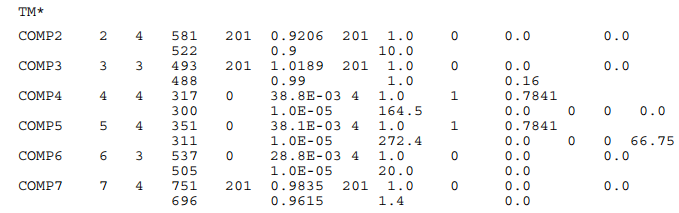 TM*
COMP2 2 4 581 201 0.9206 201 1.0 0 0.0 0.0
522 0.9 10.0
COMP3 3 3 493 201 1.0189 201 1.0 0 0.0 0.0
488 0.99 1.0 0.16
COMP4 4 4 317 0 38.8E-03 4 1.0 1 0.7841
300 1.0E-05 164.5 0.0 0 0 0.0
COMP5 5 4 351 0 38.1E-03 4 1.0 1 0.7841
311 1.0E-05 272.4 0.0 0 0 66.75
COMP6 6 3 537 0 28.8E-03 4 1.0 0 0.0 0.0
505 1.0E-05 20.0 0.0
COMP7 7 4 751 201 0.9835 201 1.0 0 0.0 0.0
696 0.9615 1.4 0.0